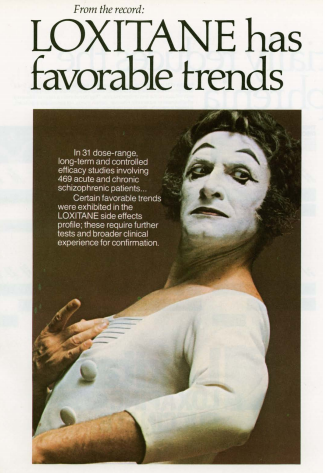 From the record:
LOXITANE has
favorable trends
In 31 dose-range,
long-term and controlled
efficacy studies involving
469 acute and chronic
schizophrenic patients...
Certain favorable trends
were exhibited in the
LOXITANE side effects
profile; these require further
tests and broader clinical
experience for confirmation.